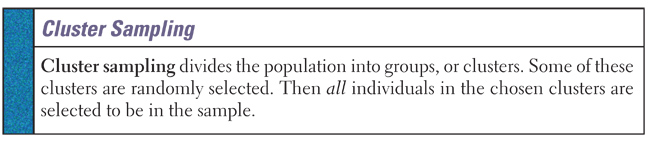 Cluster Sampling
Cluster sampling divides the population into groups, or clusters. Some of these
clusters are randomly selected. Then all individuals in the chosen clusters are
selected to be in the sample.